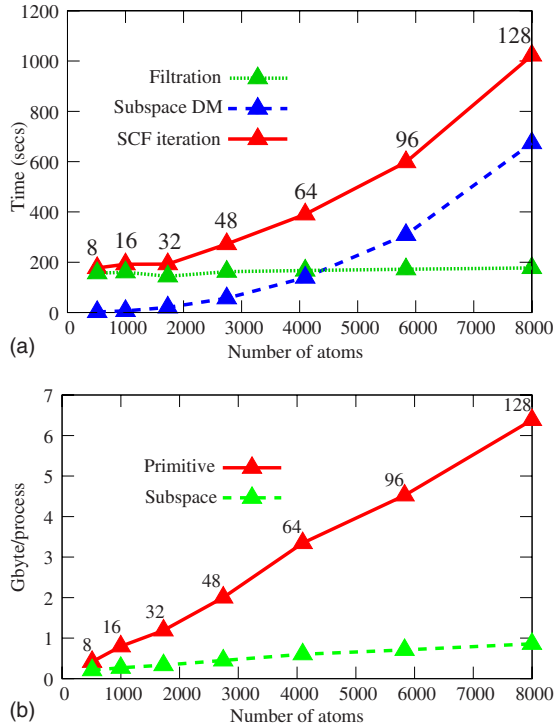 1200
1000
800
600
400
200
0
Time (secs)
Filtration
Subspace DM
SCF iteration
8
16
32
48
64
96
128
0 1000 2000 3000 4000 5000 6000 7000 8000
Number of atoms
(a)
7
6
5
4
3
2
1
0
Gbyte/process
Primitive
Subspace
8
16
32
48
64
96
128
0 1000 2000 3000 4000 5000 6000 7000 8000
Number of atoms
(b)